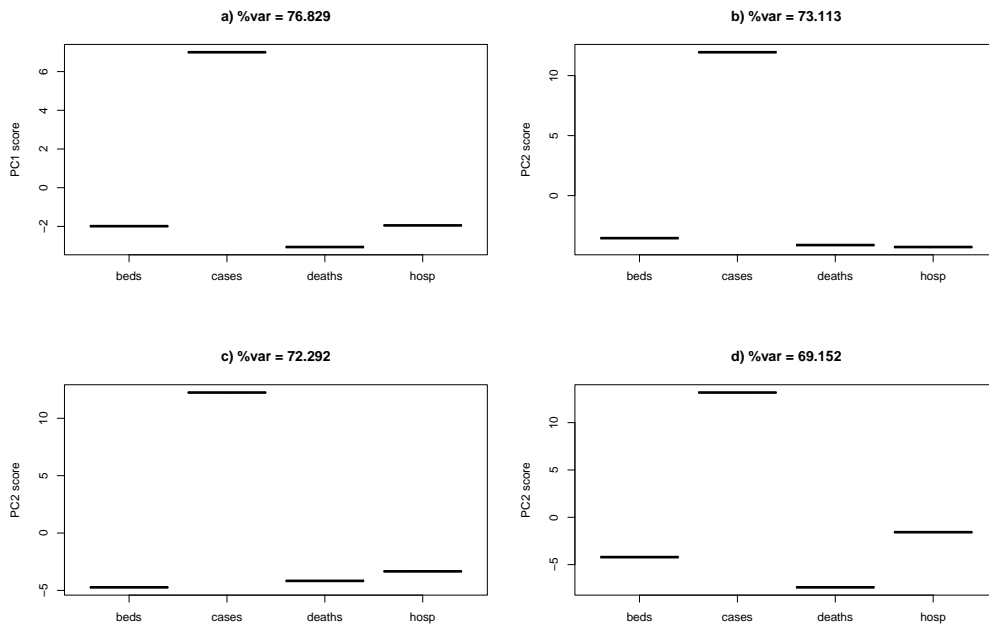 a) %var = 76.829
PC1 score
6
4
2
0
−2
beds cases deaths hosp
b) %var = 73.113
PC2 score
10
5
0
beds cases deaths hosp
c) %var = 72.292
PC2 score
10
5
0
−5
beds cases deaths hosp
d) %var = 69.152
PC2 score
10
5
0
−5
beds cases deaths hosp